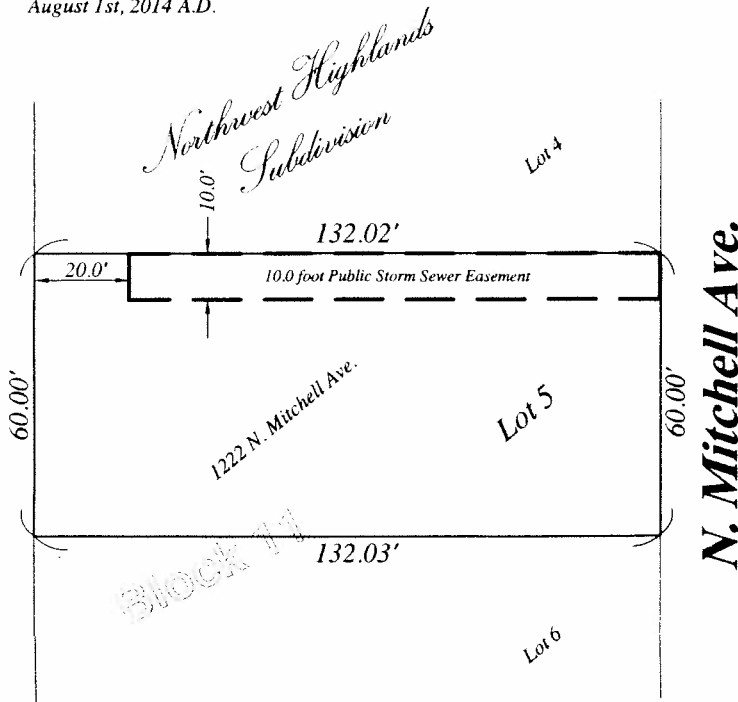 August 1st, 2014 A.D.
Northwest Highlands
Subdivision
Lot 4
10.0'
132.02'
20.0'
10.0 foot Public Storm Sewer Easement
60.00'
1222 N. Mitchell Ave.
Lot 5
60.00'
N. Mitchell Ave.
Block 11
132.03'
Lot 6